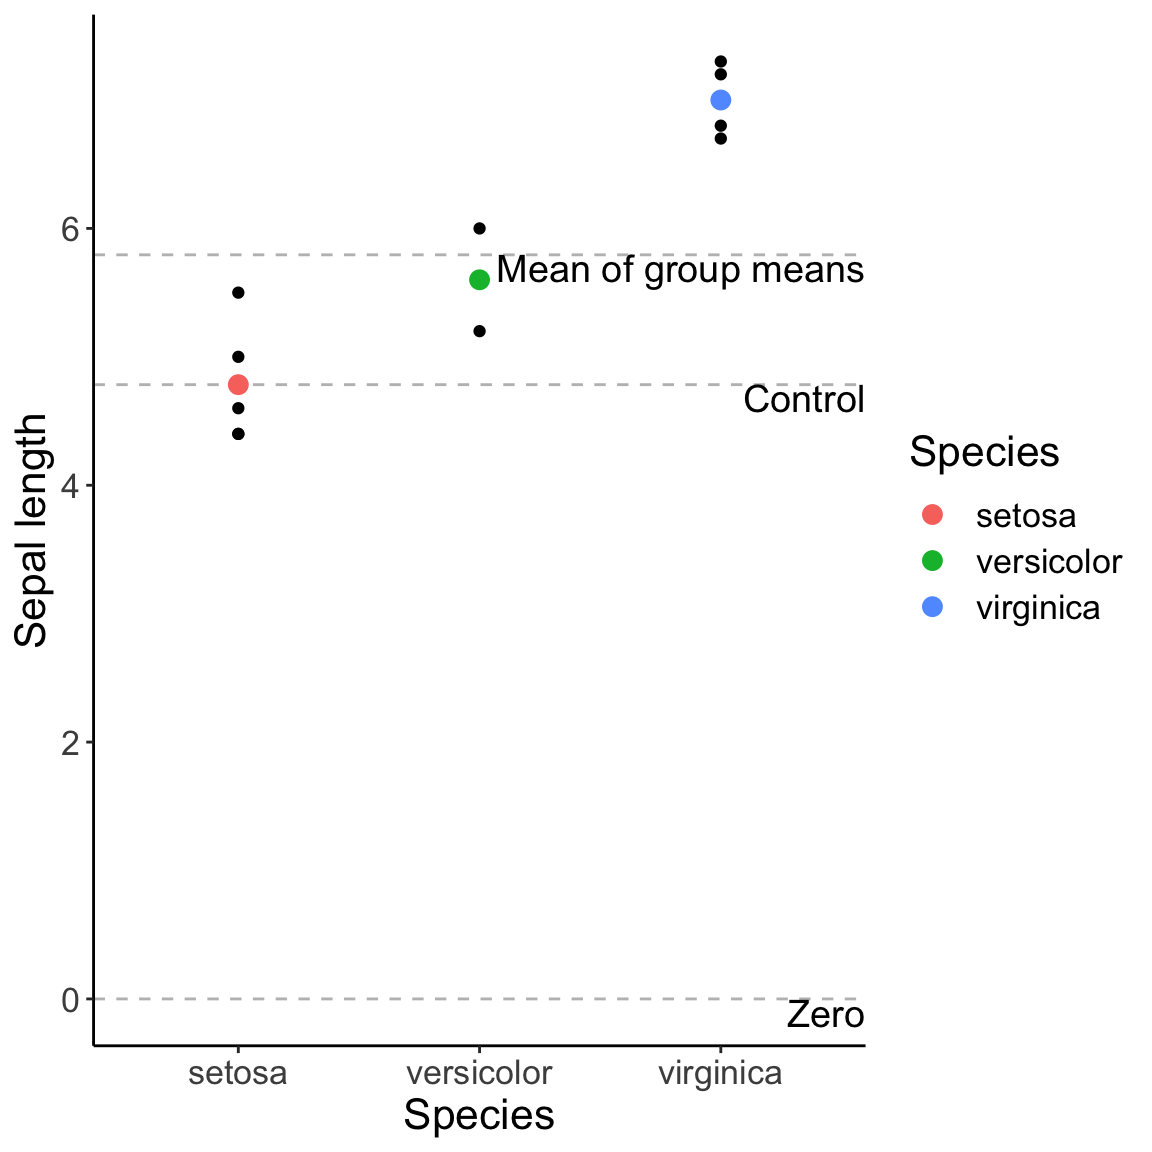 6
Mean of group means
Control
4
2
0
Zero
Sepal length
setosa
versicolor
virginica
Species
Species
setosa
versicolor
virginica